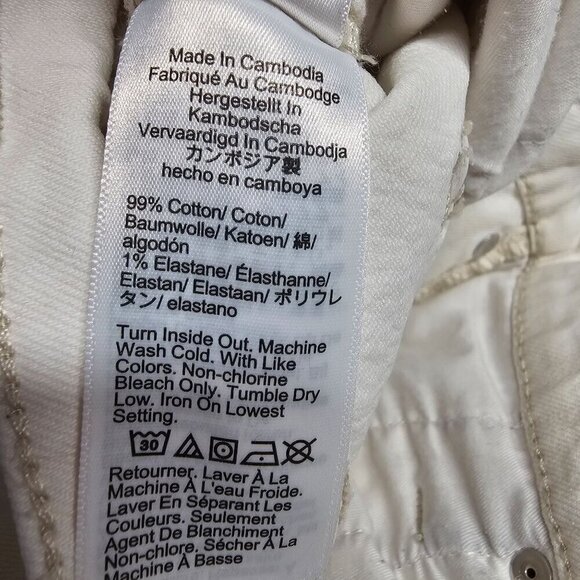 Made In Cambodia
Fabriqué Au Cambodge
Hergestellt In
Kambodscha
Vervaardigd In Cambodja
カンボジア製
hecho en camboya
99% Cotton/ Coton/
Baumwolle/ Katoen/ 綿/
algodón
1% Elastane/ Élasthanne/
Elastan/ Elastaan/ ポリウレ
タン/ elastano
Turn Inside Out. Machine
Wash Cold. With Like
Colors. Non-chlorine
Bleach Only. Tumble Dry
Low. Iron On Lowest
Setting.
30
Retourner. Laver À La
Machine À L'eau Froide.
Laver En Séparant Les
Couleurs. Seulement
Agent De Blanchiment
Non-chlore. Sécher À La
Machine À Basse